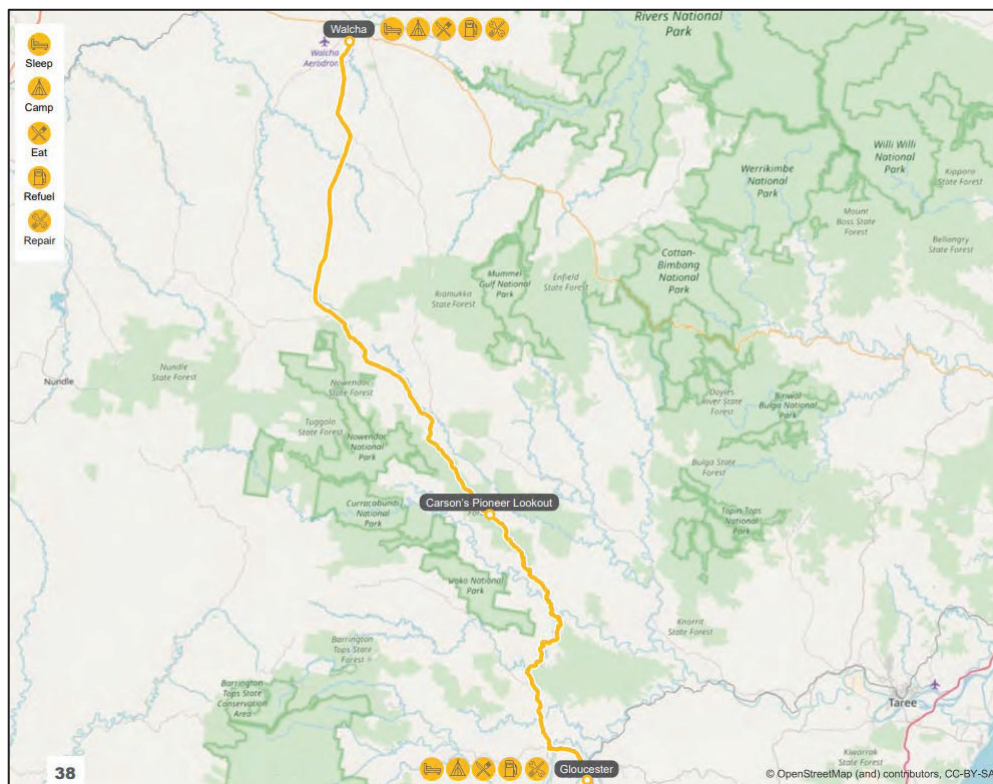 Sleep
Camp
Eat
Refuel
Repair
Walcha
Walcha
Aerodrom
Rivers National
Park
Willi Willi
National
Park
Kippara
State Forest
Werrikimbe
National
Park
Mount
Boss State
Forest
Bellangry
State Forest
Cottan-
Bimbang
National
Park
Mummel
Gulf National
Park
Enfield
State Forest
Riamukka
State Forest
Nundle
State Forest
Nundle
Nowendoc
State Forest
Tuggolo
State Forest
Nowendoc
National
Park
Doyles
River State
Forest
Biriwal
Bulga National
Park
Bulga State
Forest
Tapin Tops
National
Park
Carson's Pioneer Lookout
Curracabundi
National
Park
Woko National
Park
Knorrit
State Forest
Barrington
Tops State
Forest
Barrington
Tops State
Conservation
Area
Taree
Kiwarrak
State Forest
Gloucester
38
© OpenStreetMap (and) contributors, CC-BY-SA